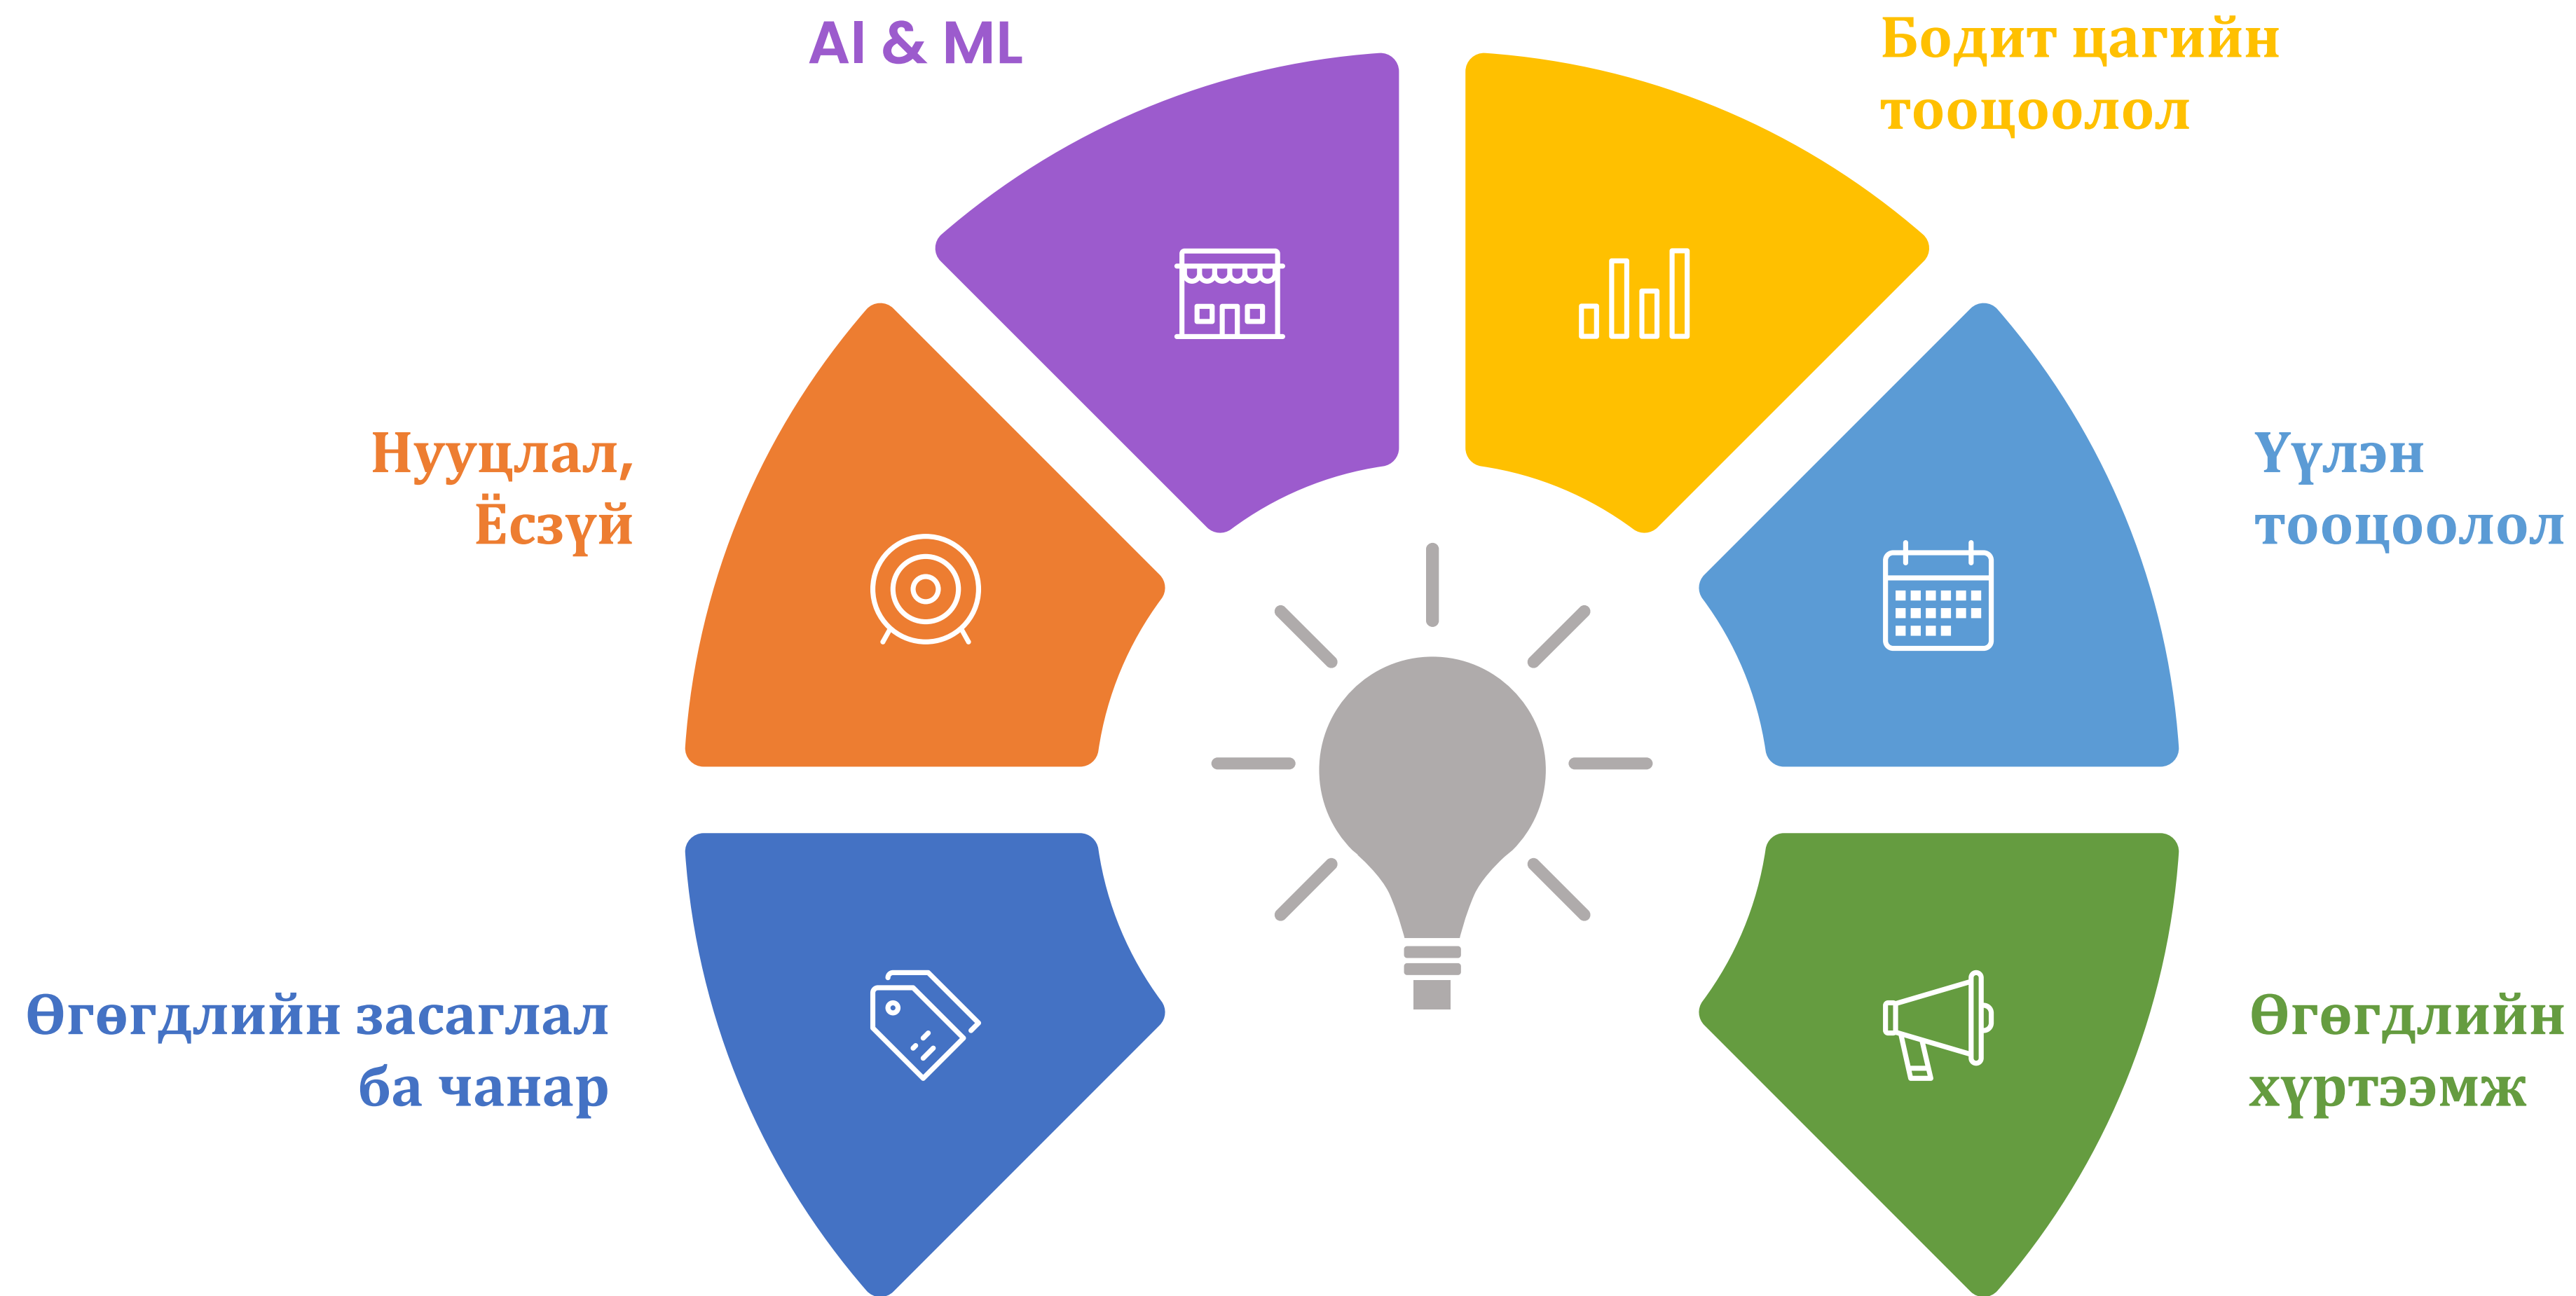 AI & ML
Бодит цагийн
тооцоолол
Нууцлал,
Ёсзүй
Үүлэн
тооцоолол
Өгөгдлийн засаглал
ба чанар
Өгөгдлийн
хүртээмж